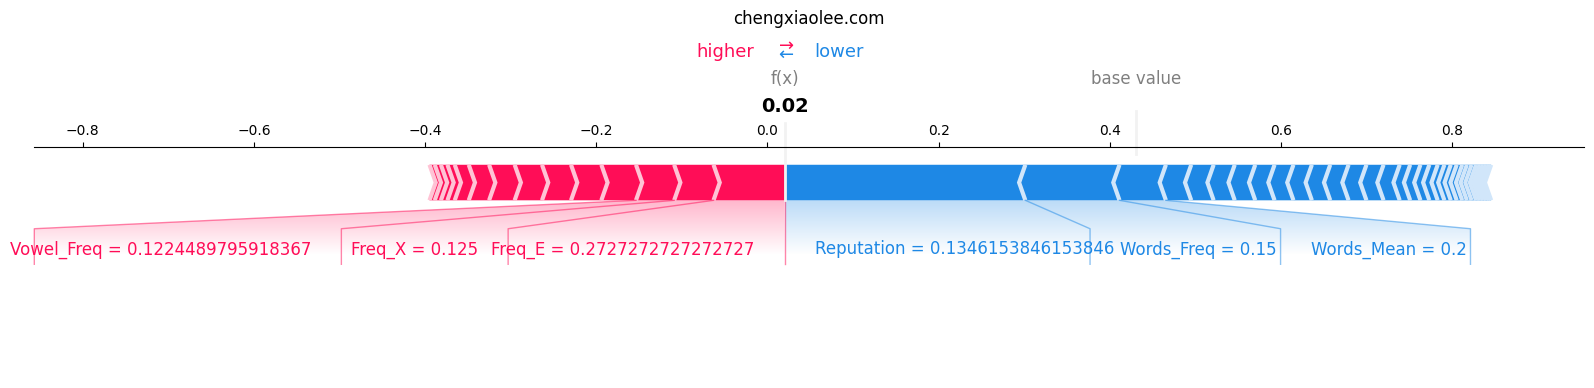 chengxiaolee.com
higher ⇄ lower
f(x) base value
0.02
−0.8 −0.6 −0.4 −0.2 0.0 0.2 0.4 0.6 0.8
Vowel_Freq = 0.1224489795918367 Freq_X = 0.125 Freq_E = 0.2727272727272727 Reputation = 0.1346153846153846 Words_Freq = 0.15 Words_Mean = 0.2